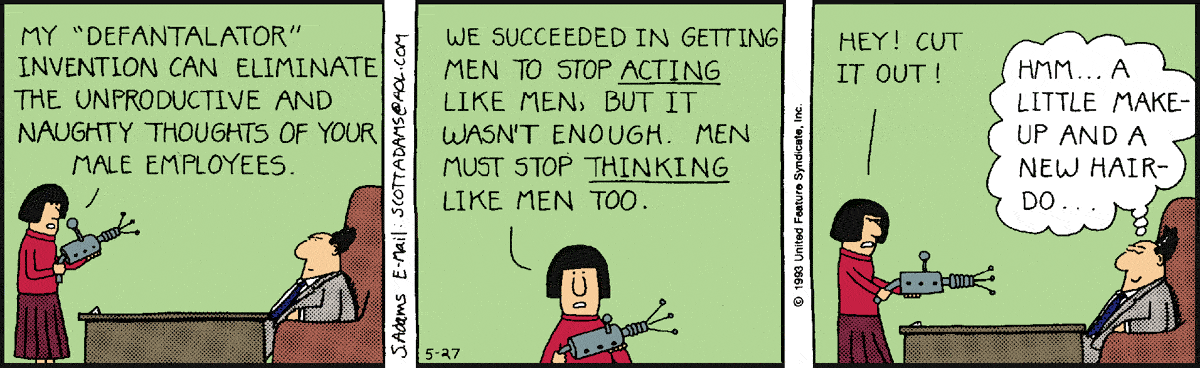 MY "DEFANTALATOR"
INVENTION CAN ELIMINATE
THE UNPRODUCTIVE AND
NAUGHTY THOUGHTS OF YOUR
MALE EMPLOYEES.
S.Adams E-Mail: SCOTTADAMS@AOL.COM
WE SUCCEEDED IN GETTING
MEN TO STOP ACTING
LIKE MEN, BUT IT
WASN'T ENOUGH. MEN
MUST STOP THINKING
LIKE MEN TOO.
5-27
© 1993 United Feature Syndicate, Inc.
HEY! CUT
IT OUT!
HMM... A
LITTLE MAKE-
UP AND A
NEW HAIR-
DO...